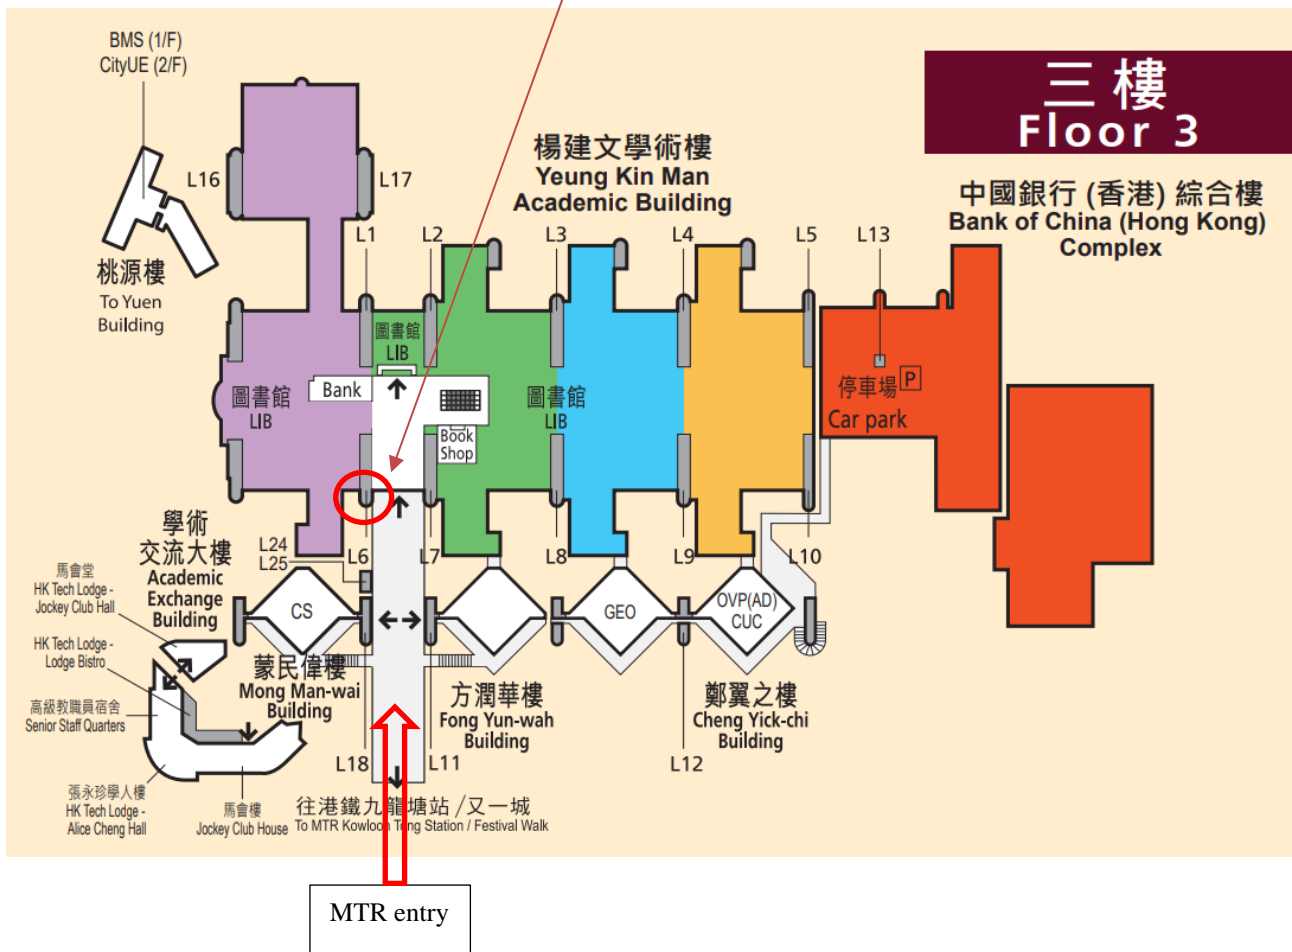 BMS (1/F)
CityUE (2/F)
三樓
Floor 3
楊建文學術樓
Yeung Kin Man
Academic Building
中國銀行 (香港) 綜合樓
Bank of China (Hong Kong)
Complex
L16
L17
L1
L2
L3
L4
L5
L13
桃源樓
To Yuen
Building
圖書館
LIB
Bank
圖書館
LIB
圖書館
LIB
Book
Shop
停車場 P
Car park
學術
交流大樓
Academic
Exchange
Building
L24
L25
L6
L7
L8
L9
L10
馬會堂
HK Tech Lodge -
Jockey Club Hall
HK Tech Lodge -
Lodge Bistro
CS
GEO
OVP(AD)
CUC
高級教職員宿舍
Senior Staff Quarters
蒙民偉樓
Mong Man-wai
Building
方潤華樓
Fong Yun-wah
Building
鄭翼之樓
Cheng Yick-chi
Building
L18
L11
L12
張永珍學人樓
HK Tech Lodge -
Alice Cheng Hall
馬會樓
Jockey Club House
往港鐵九龍塘站 /又一城
To MTR Kowloon Tong Station / Festival Walk
MTR entry